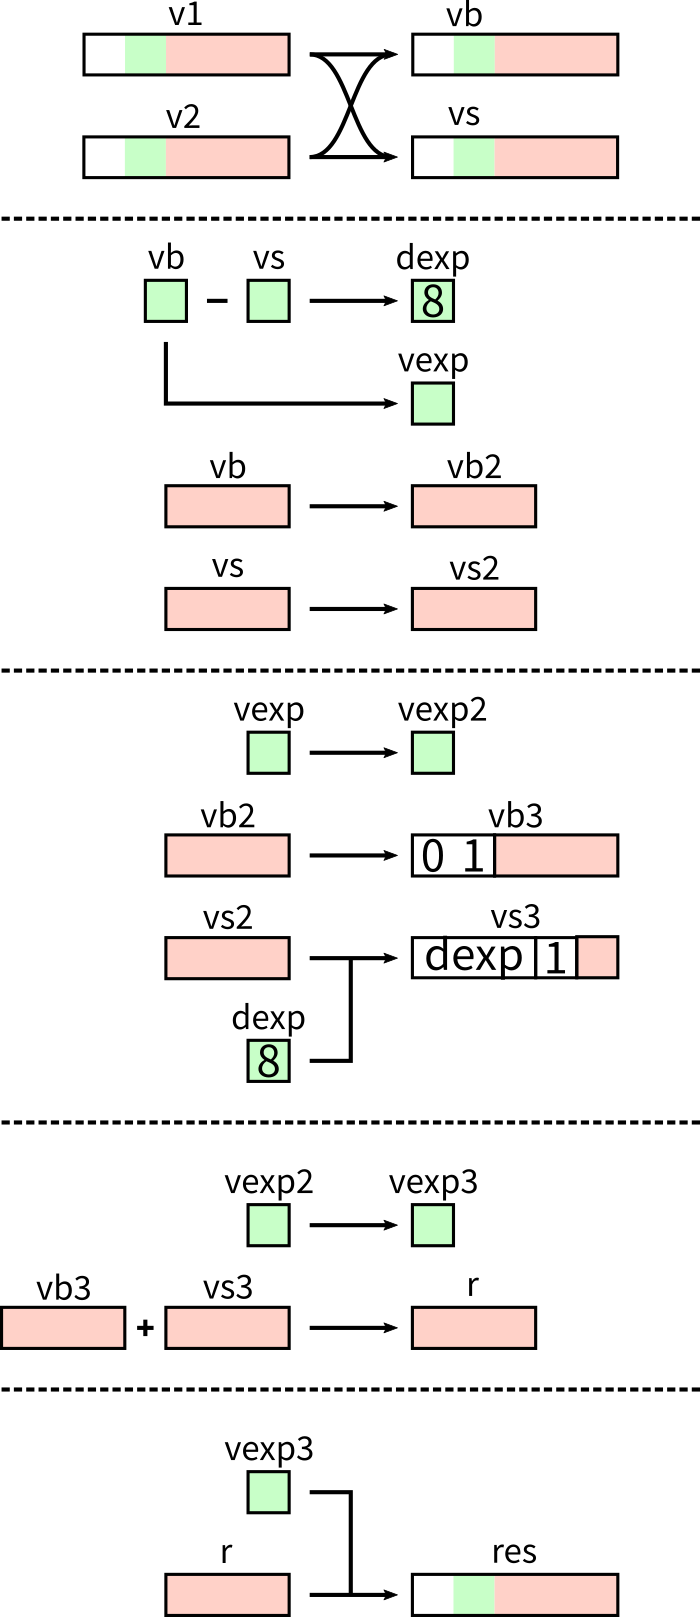 v1 vb
v2 vs
vb vs dexp
- 8
vexp
vb vb2
vs vs2
vexp vexp2
vb2 vb3
0 1
vs2 vs3
dexp 1
dexp
8
vexp2 vexp3
vb3 vs3 r
+
vexp3
r res